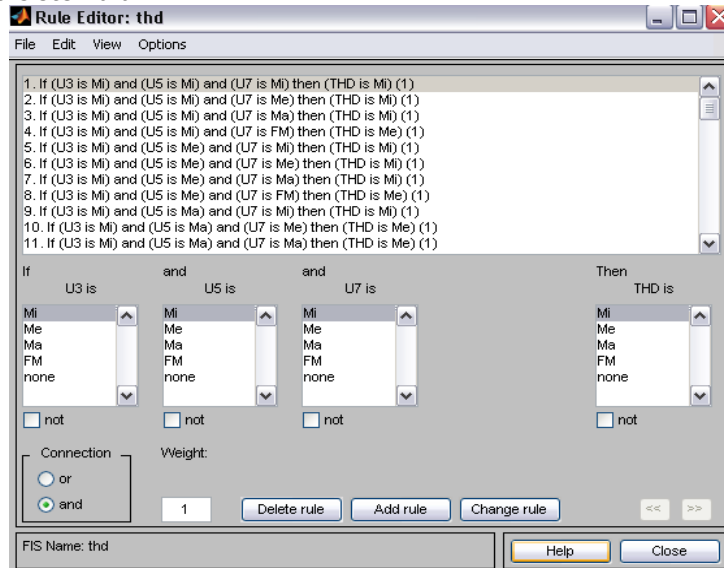 Rule Editor: thd
File Edit View Options
1. If (U3 is Mi) and (U5 is Mi) and (U7 is Mi) then (THD is Mi) (1)
2. If (U3 is Mi) and (U5 is Mi) and (U7 is Me) then (THD is Mi) (1)
3. If (U3 is Mi) and (U5 is Mi) and (U7 is Ma) then (THD is Mi) (1)
4. If (U3 is Mi) and (U5 is Mi) and (U7 is FM) then (THD is Me) (1)
5. If (U3 is Mi) and (U5 is Me) and (U7 is Mi) then (THD is Mi) (1)
6. If (U3 is Mi) and (U5 is Me) and (U7 is Me) then (THD is Mi) (1)
7. If (U3 is Mi) and (U5 is Me) and (U7 is Ma) then (THD is Mi) (1)
8. If (U3 is Mi) and (U5 is Me) and (U7 is FM) then (THD is Me) (1)
9. If (U3 is Mi) and (U5 is Ma) and (U7 is Mi) then (THD is Mi) (1)
10. If (U3 is Mi) and (U5 is Ma) and (U7 is Me) then (THD is Me) (1)
11. If (U3 is Mi) and (U5 is Ma) and (U7 is Ma) then (THD is Me) (1)
If and and Then
U3 is U5 is U7 is THD is
Mi Mi Mi Mi
Me Me Me Me
Ma Ma Ma Ma
FM FM FM FM
none none none none
not not not not
Connection Weight:
or
and 1 Delete rule Add rule Change rule << >>
FIS Name: thd Help Close